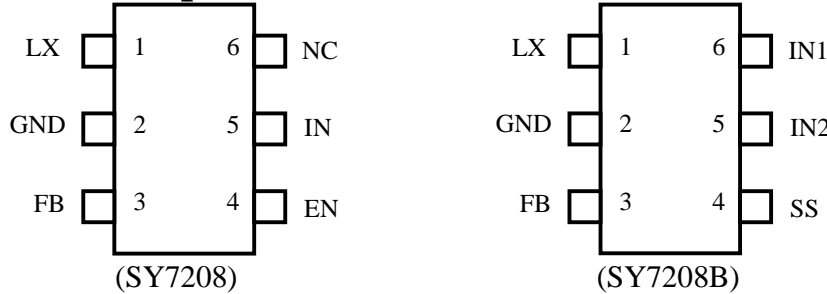 LX 1 6 NC
GND 2 5 IN
FB 3 4 EN
(SY7208)
LX 1 6 IN1
GND 2 5 IN2
FB 3 4 SS
(SY7208B)